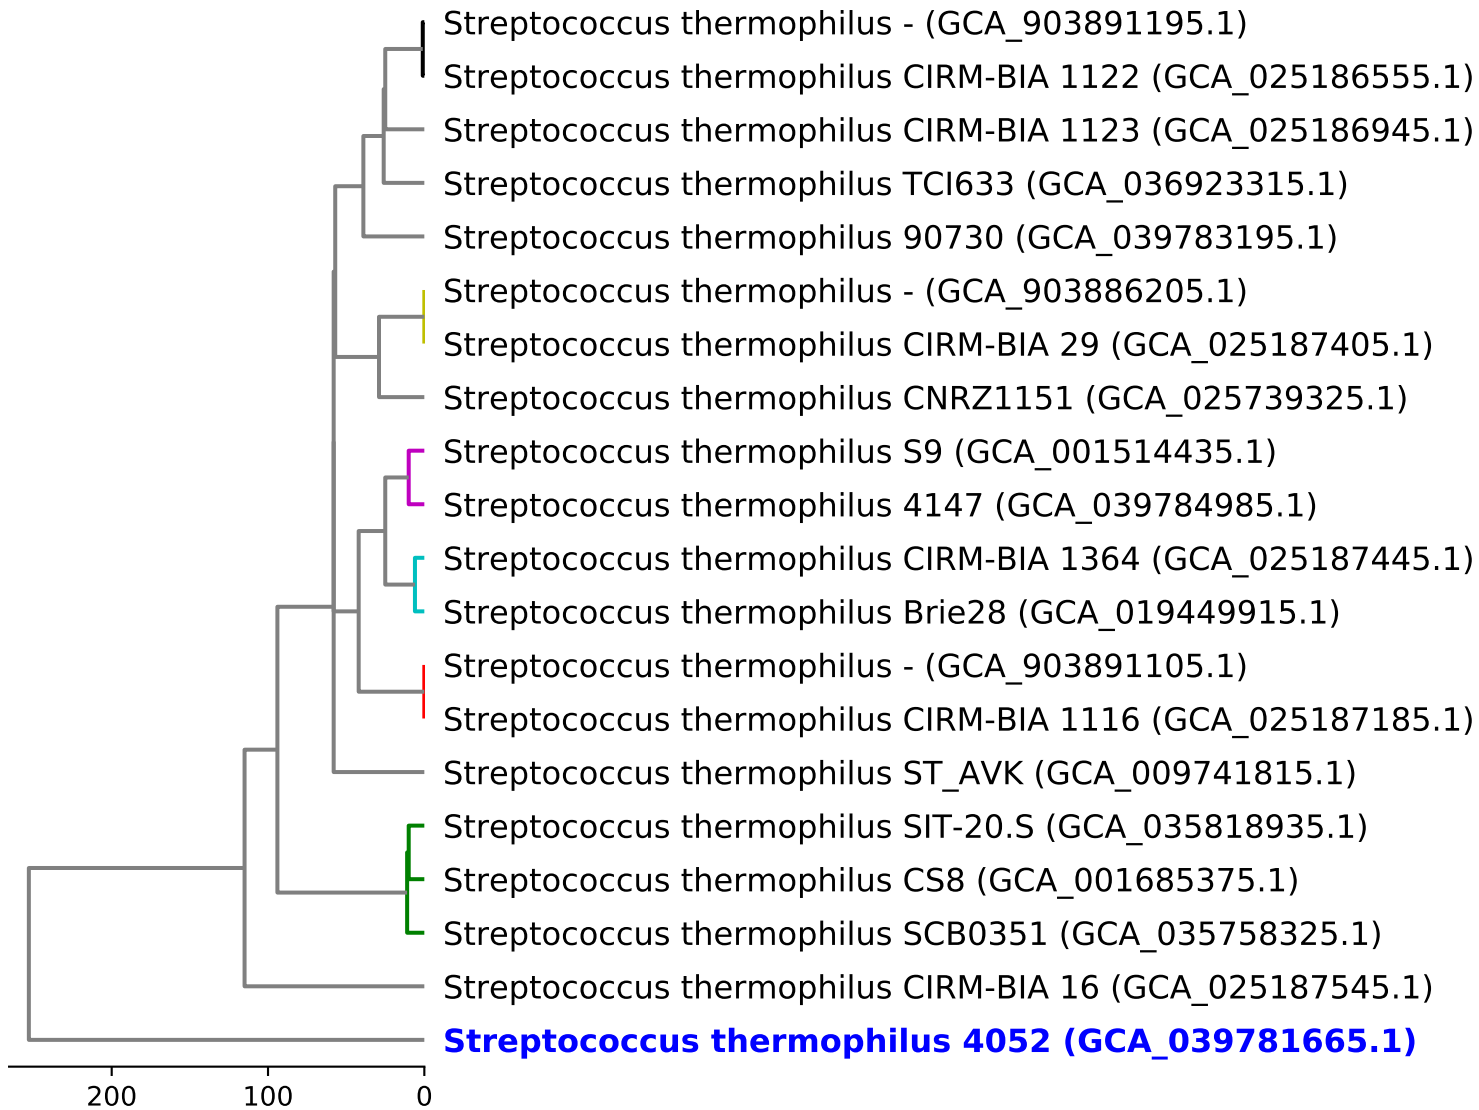 Streptococcus thermophilus - (GCA_903891195.1)
Streptococcus thermophilus CIRM-BIA 1122 (GCA_025186555.1)
Streptococcus thermophilus CIRM-BIA 1123 (GCA_025186945.1)
Streptococcus thermophilus TCI633 (GCA_036923315.1)
Streptococcus thermophilus 90730 (GCA_039783195.1)
Streptococcus thermophilus - (GCA_903886205.1)
Streptococcus thermophilus CIRM-BIA 29 (GCA_025187405.1)
Streptococcus thermophilus CNRZ1151 (GCA_025739325.1)
Streptococcus thermophilus S9 (GCA_001514435.1)
Streptococcus thermophilus 4147 (GCA_039784985.1)
Streptococcus thermophilus CIRM-BIA 1364 (GCA_025187445.1)
Streptococcus thermophilus Brie28 (GCA_019449915.1)
Streptococcus thermophilus - (GCA_903891105.1)
Streptococcus thermophilus CIRM-BIA 1116 (GCA_025187185.1)
Streptococcus thermophilus ST_AVK (GCA_009741815.1)
Streptococcus thermophilus SIT-20.S (GCA_035818935.1)
Streptococcus thermophilus CS8 (GCA_001685375.1)
Streptococcus thermophilus SCB0351 (GCA_035758325.1)
Streptococcus thermophilus CIRM-BIA 16 (GCA_025187545.1)
Streptococcus thermophilus 4052 (GCA_039781665.1)
200 100 0